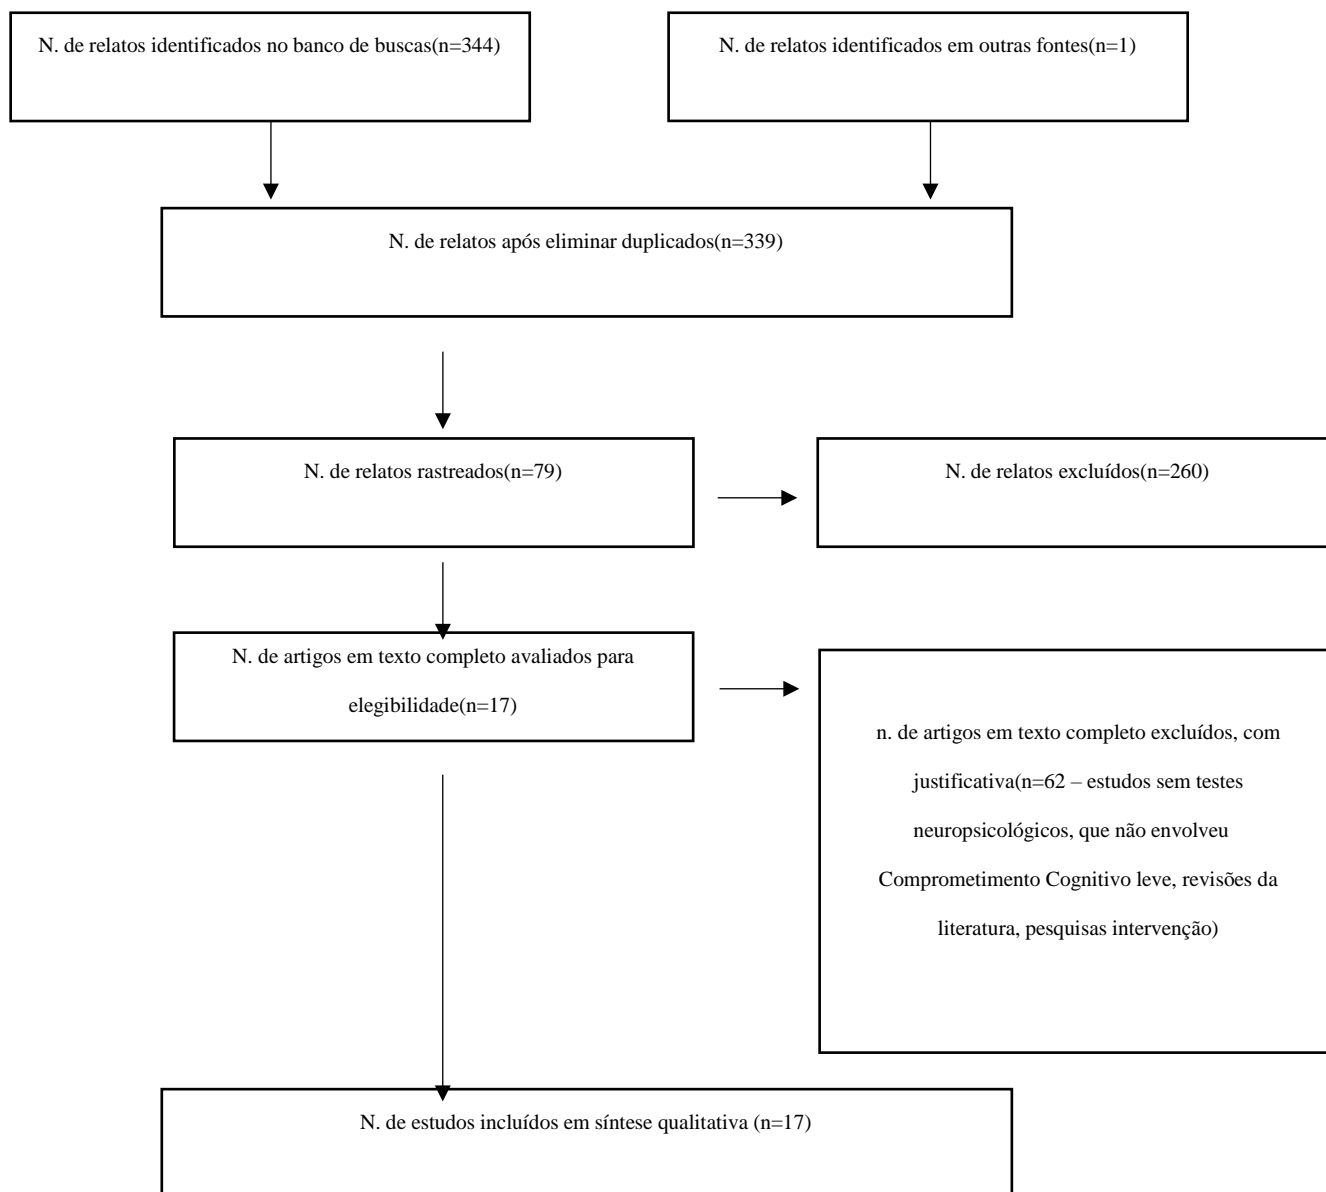 N. de relatos identificados no banco de buscas(n=344)
N. de relatos identificados em outras fontes(n=1)
N. de relatos após eliminar duplicados(n=339)
N. de relatos rastreados(n=79)
N. de relatos excluídos(n=260)
N. de artigos em texto completo avaliados para
elegibilidade(n=17)
n. de artigos em texto completo excluídos, com
justificativa(n=62 – estudos sem testes
neuropsicológicos, que não envolveu
Comprometimento Cognitivo leve, revisões da
literatura, pesquisas intervenção)
N. de estudos incluídos em síntese qualitativa (n=17)